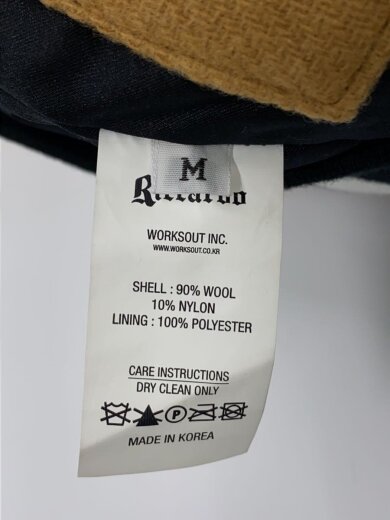 M
Riccardo
WORKSOUT INC.
WWW.WORKSOUT.CO.KR
SHELL : 90% WOOL
10% NYLON
LINING : 100% POLYESTER
CARE INSTRUCTIONS
DRY CLEAN ONLY
P
MADE IN KOREA